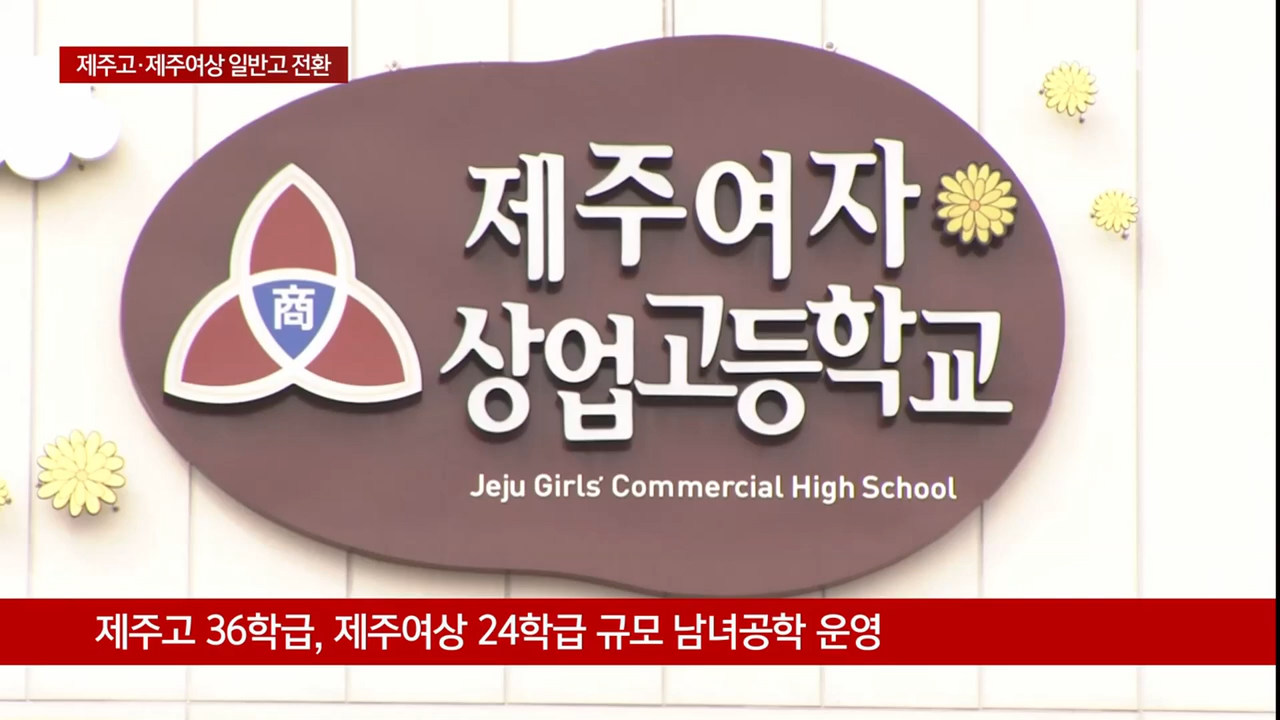 제주고·제주여상 일반고 전환
제주여자
商
상업고등학교
Jeju Girls' Commercial High School
제주고 36학급, 제주여상 24학급 규모 남녀공학 운영